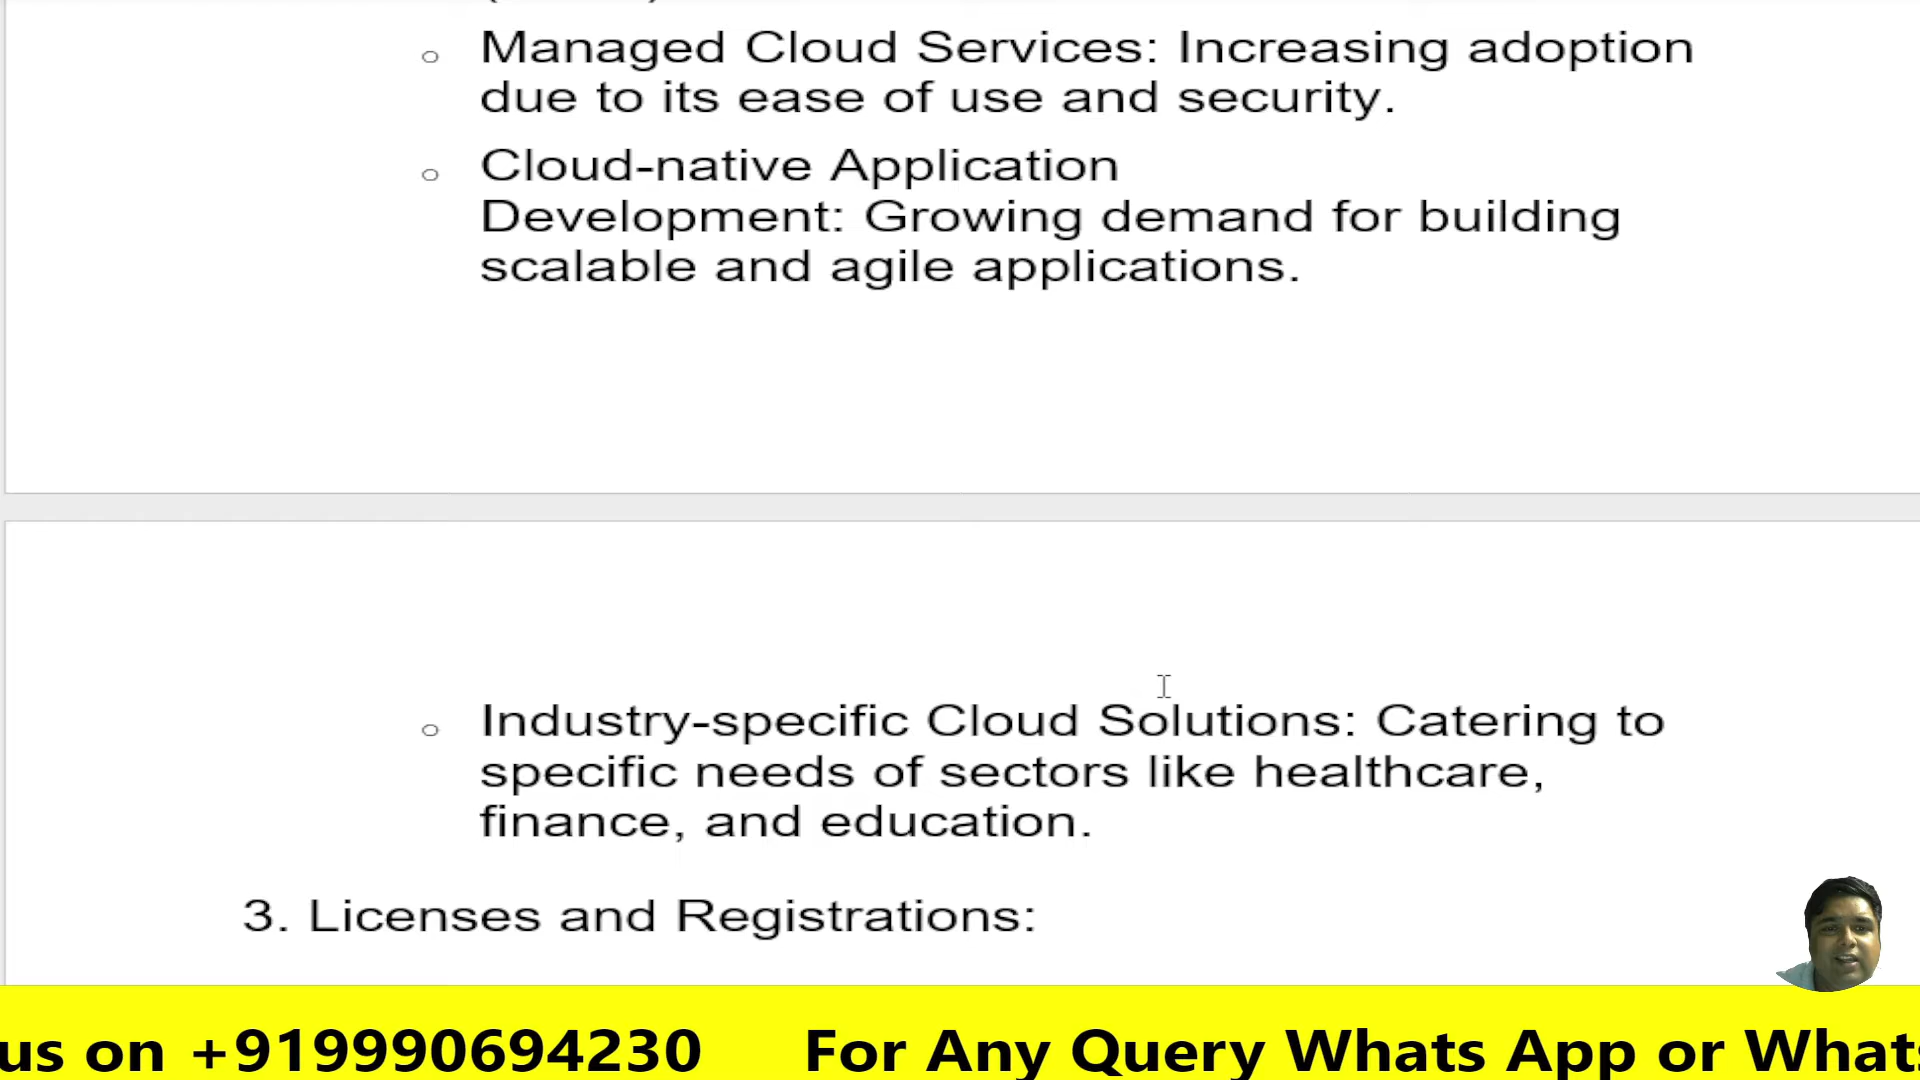 Managed Cloud Services: Increasing adoption
due to its ease of use and security.
Cloud-native Application
Development: Growing demand for building
scalable and agile applications.
Industry-specific Cloud Solutions: Catering to
specific needs of sectors like healthcare,
finance, and education.
3. Licenses and Registrations:
us on +919990694230 For Any Query Whats App or Whats